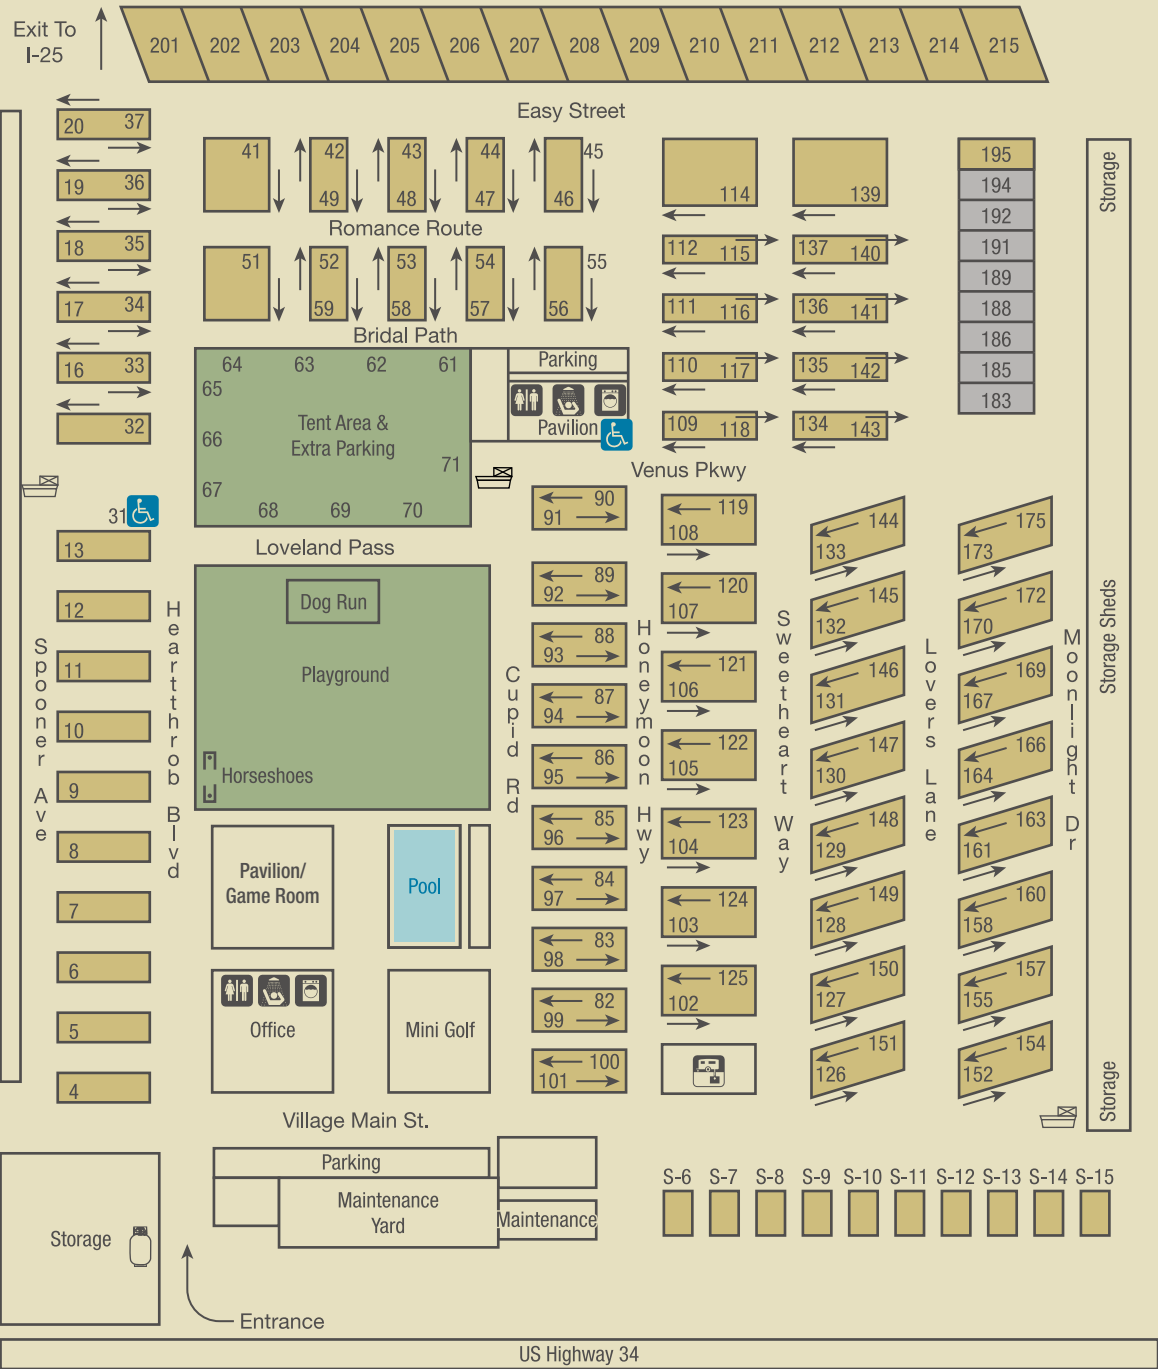 Exit To
I-25
201 202 203 204 205 206 207 208 209 210 211 212 213 214 215
Easy Street
20 37
19 36
18 35
17 34
16 33
32
41 42 43 44 45
49 48 47 46
Romance Route
51 52 53 54 55
59 58 57 56
Bridal Path
114 139
112 115 137 140
111 116 136 141
110 117 135 142
109 118 134 143
195
194
192
191
189
188
186
185
183
Storage
64 63 62 61
65
66
67
68 69 70
71
Tent Area &
Extra Parking
Parking
Pavilion
Venus Pkwy
31
13
12
11
10
9
8
7
6
5
4
Spooner Ave
Heartthrob Blvd
Loveland Pass
Dog Run
Playground
Horseshoes
Pavilion/
Game Room
Pool
Office
Mini Golf
Cupid Rd
90
91
89
92
88
93
87
94
86
95
85
96
84
97
83
98
82
99
100
101
Honeymoon Hwy
119
108
120
107
121
106
122
105
123
104
124
103
125
102
Sweetheart Way
144
133
145
132
146
131
147
130
148
129
149
128
150
127
151
126
Lovers Lane
175
173
172
170
169
167
166
164
163
161
160
158
157
155
154
152
Moonlight Dr
Storage Sheds
Storage
Village Main St.
Parking
Maintenance
Yard
Maintenance
S-6 S-7 S-8 S-9 S-10 S-11 S-12 S-13 S-14 S-15
Storage
Entrance
US Highway 34